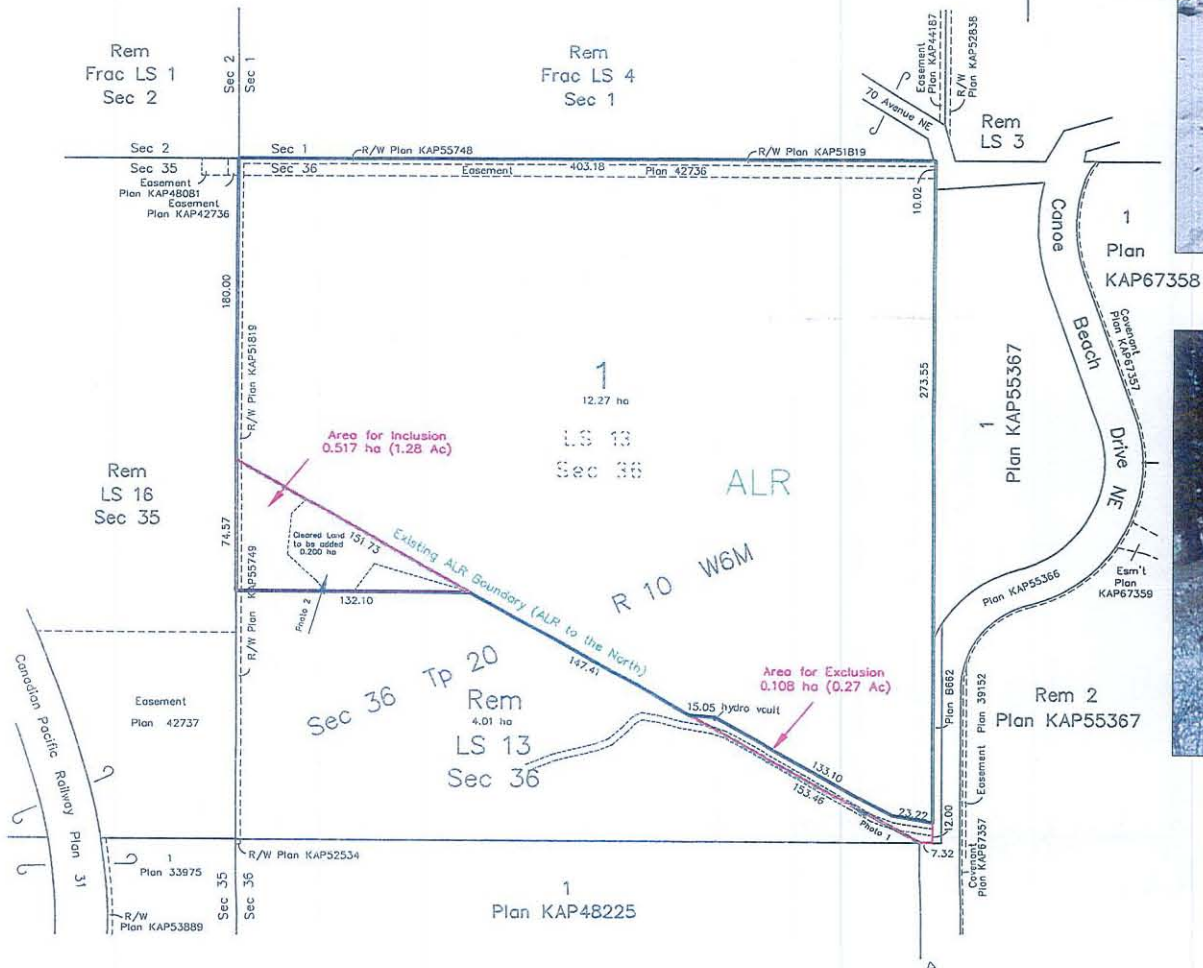 Rem
Frac LS 1
Sec 2
Sec 2
Sec 1
Rem
Frac LS 4
Sec 1
Easement
Plan KAP44187
R/W
Plan KAP52838
70 Avenue NE
Rem
LS 3
Sec 2
Sec 35
Sec 1
Sec 36
R/W Plan KAP55748
R/W Plan KAP51819
Easement
403.18
Plan 42736
Easement
Plan KAP48081
Easement
Plan KAP42736
10.02
Canoe
Beach
Drive NE
1
Plan
KAP67358
Covenant
Plan KAP67357
180.00
R/W Plan KAP51819
1
12.27 ha
LS 13
Sec 36
ALR
273.55
1
Plan KAP55367
Area for Inclusion
0.517 ha (1.28 Ac)
Rem
LS 16
Sec 35
74.57
Cleared Land
to be added
0.200 ha
151.73
Existing ALR Boundary (ALR to the North)
R 10 W6M
Plan KAP55366
Esm't
Plan
KAP67359
R/W Plan KAP55749
132.10
Photo 2
147.41
Sec 36 Tp 20
Rem
4.01 ha
LS 13
Sec 36
Area for Exclusion
0.108 ha (0.27 Ac)
15.05
hydro vault
133.10
153.46
23.22
Photo 1
12.00
7.32
Plan B662
Easement Plan 39152
Covenant
Plan KAP67357
Rem 2
Plan KAP55367
Easement
Plan 42737
Canadian Pacific Railway Plan 31
1
Plan 33975
R/W
Plan KAP53889
Sec 35
Sec 36
R/W Plan KAP52534
1
Plan KAP48225